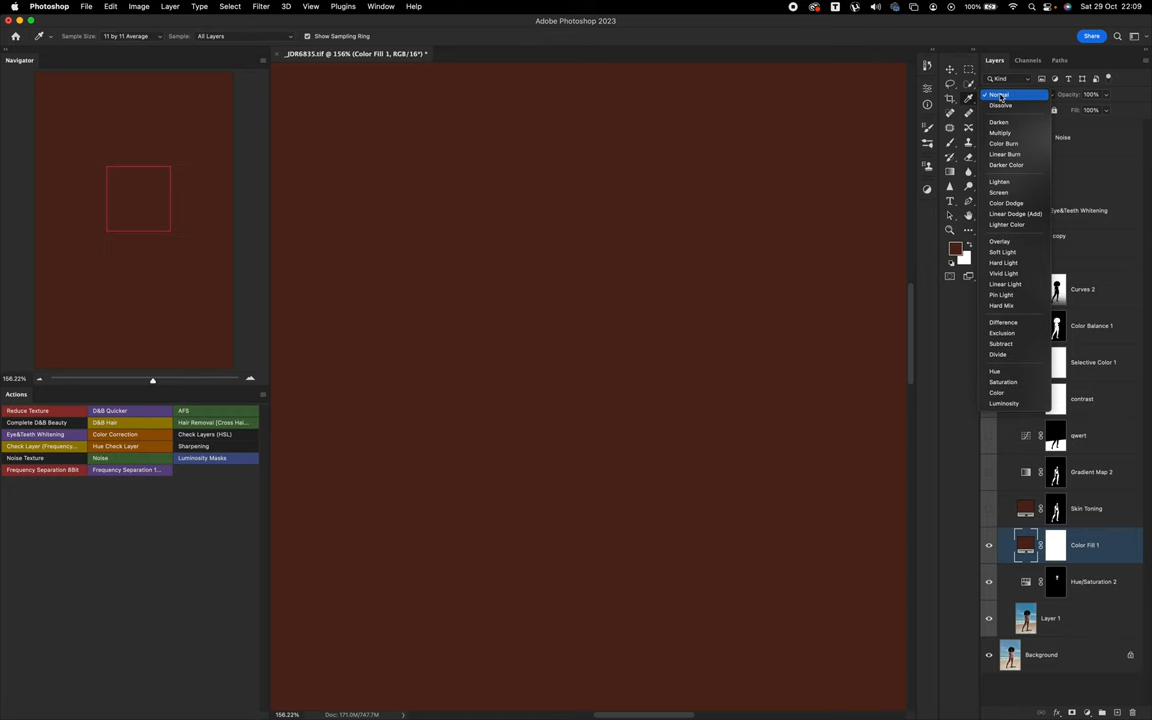 Photoshop File Edit Image Layer Type Select Filter 3D View Plugins Window Help
T 100% Sat 29 Oct 22:09
Adobe Photoshop 2023
Sample Size: 11 by 11 Average Sample: All Layers Show Sampling Ring Share
Navigator
_JDR6835.tif @ 156% (Color Fill 1, RGB/16*) *
Layers Channels Paths
Kind
Normal
Opacity: 100%
Dissolve
Fill: 100%
Darken
Multiply
Noise
Color Burn
Linear Burn
Darker Color
Lighten
Screen
Color Dodge
Eye&Teeth Whitening
Linear Dodge (Add)
Lighter Color
copy
Overlay
Soft Light
Hard Light
Vivid Light
Linear Light
Curves 2
Pin Light
Hard Mix
Difference
Color Balance 1
Exclusion
Subtract
Divide
Selective Color 1
Hue
Saturation
Color
contrast
Luminosity
156.22%
Actions
Reduce Texture D&B Quicker AFS
Complete D&B Beauty D&B Hair Hair Removal [Cross Hai...
Eye&Teeth Whitening Color Correction Check Layers (HSL)
Check Layer (Frequency... Hue Check Layer Sharpening
Noise Texture Noise Luminosity Masks
Frequency Separation 8Bit Frequency Separation 1...
qwert
Gradient Map 2
Skin Toning
Color Fill 1
Hue/Saturation 2
Layer 1
Background
156.22% Doc: 171.0M/747.7M
fx